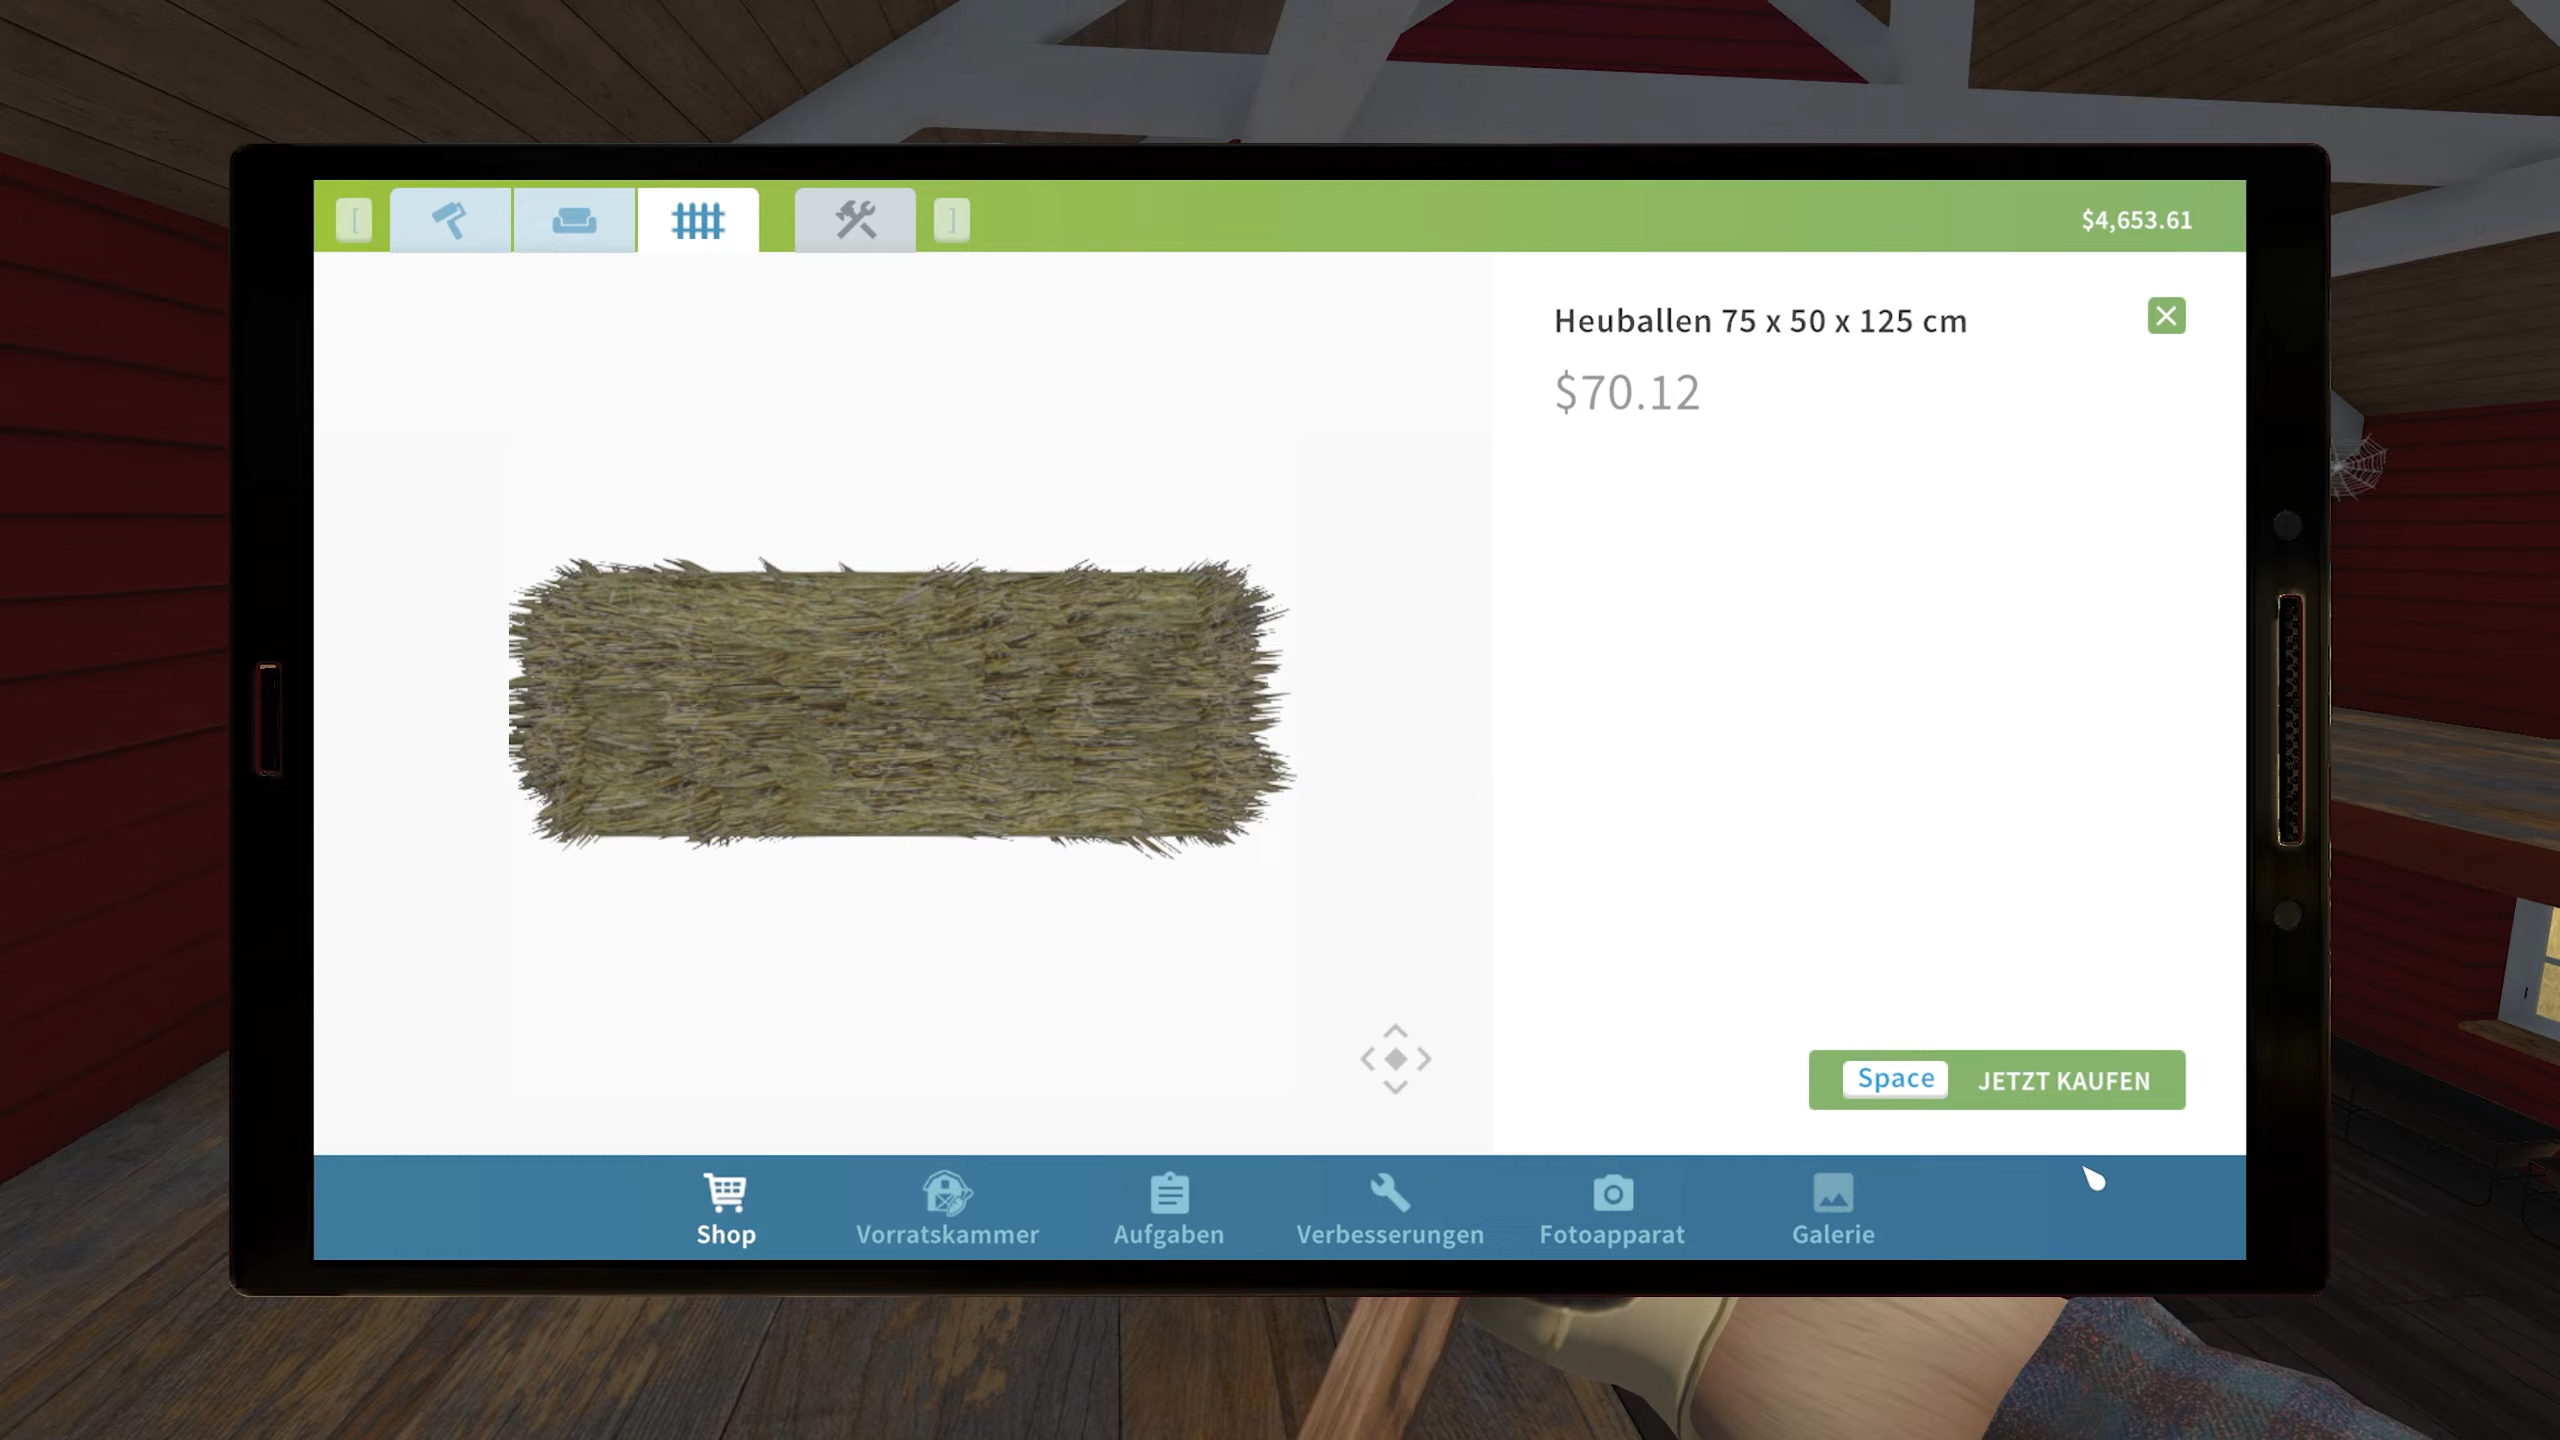 [
]
$4,653.61
Heuballen 75 x 50 x 125 cm
$70.12
Space JETZT KAUFEN
Shop
Vorratskammer
Aufgaben
Verbesserungen
Fotoapparat
Galerie